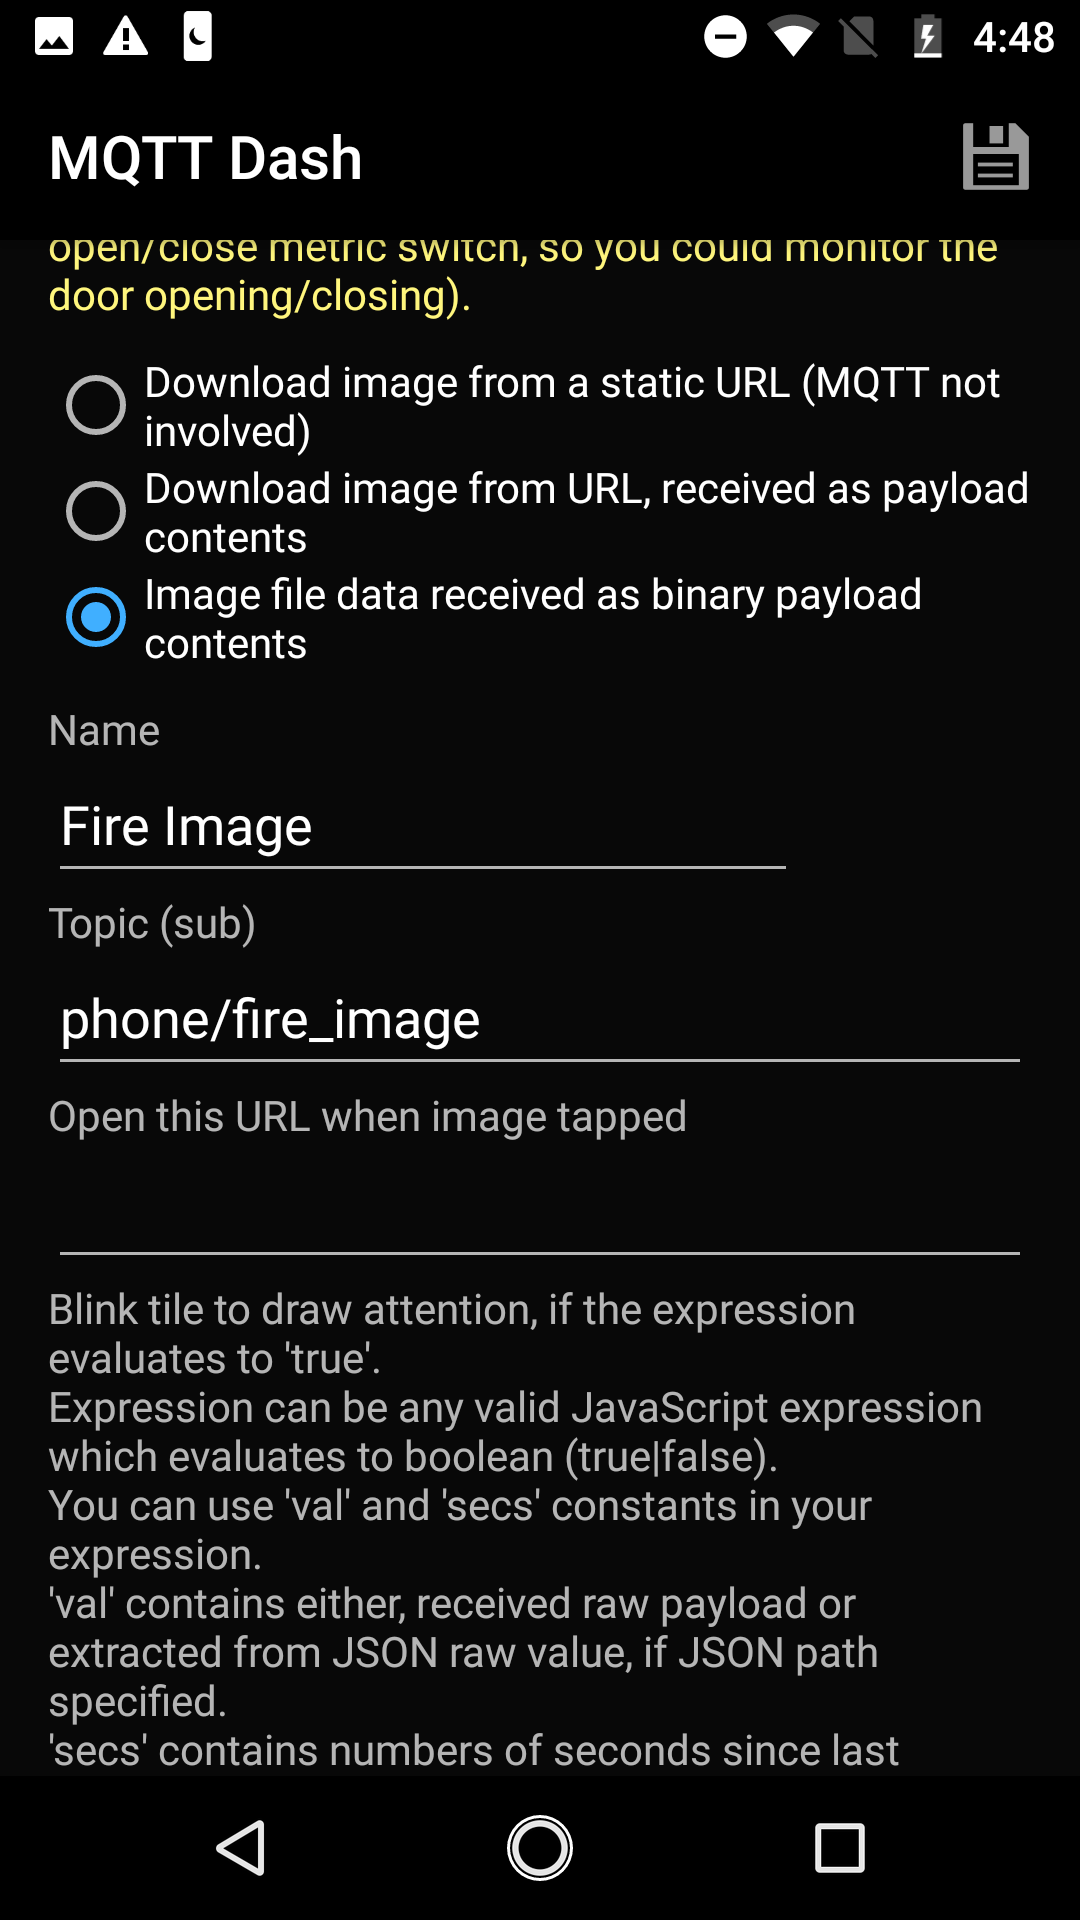 4:48
MQTT Dash
open/close metric switch, so you could monitor the
door opening/closing).
Download image from a static URL (MQTT not
involved)
Download image from URL, received as payload
contents
Image file data received as binary payload
contents
Name
Fire Image
Topic (sub)
phone/fire_image
Open this URL when image tapped
Blink tile to draw attention, if the expression
evaluates to 'true'.
Expression can be any valid JavaScript expression
which evaluates to boolean (true|false).
You can use 'val' and 'secs' constants in your
expression.
'val' contains either, received raw payload or
extracted from JSON raw value, if JSON path
specified.
'secs' contains numbers of seconds since last